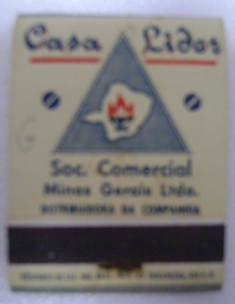 Casa Lider
Soc. Comercial
Minas Gerais Ltda.
DISTRIBUIDORA DA COMPANHIA